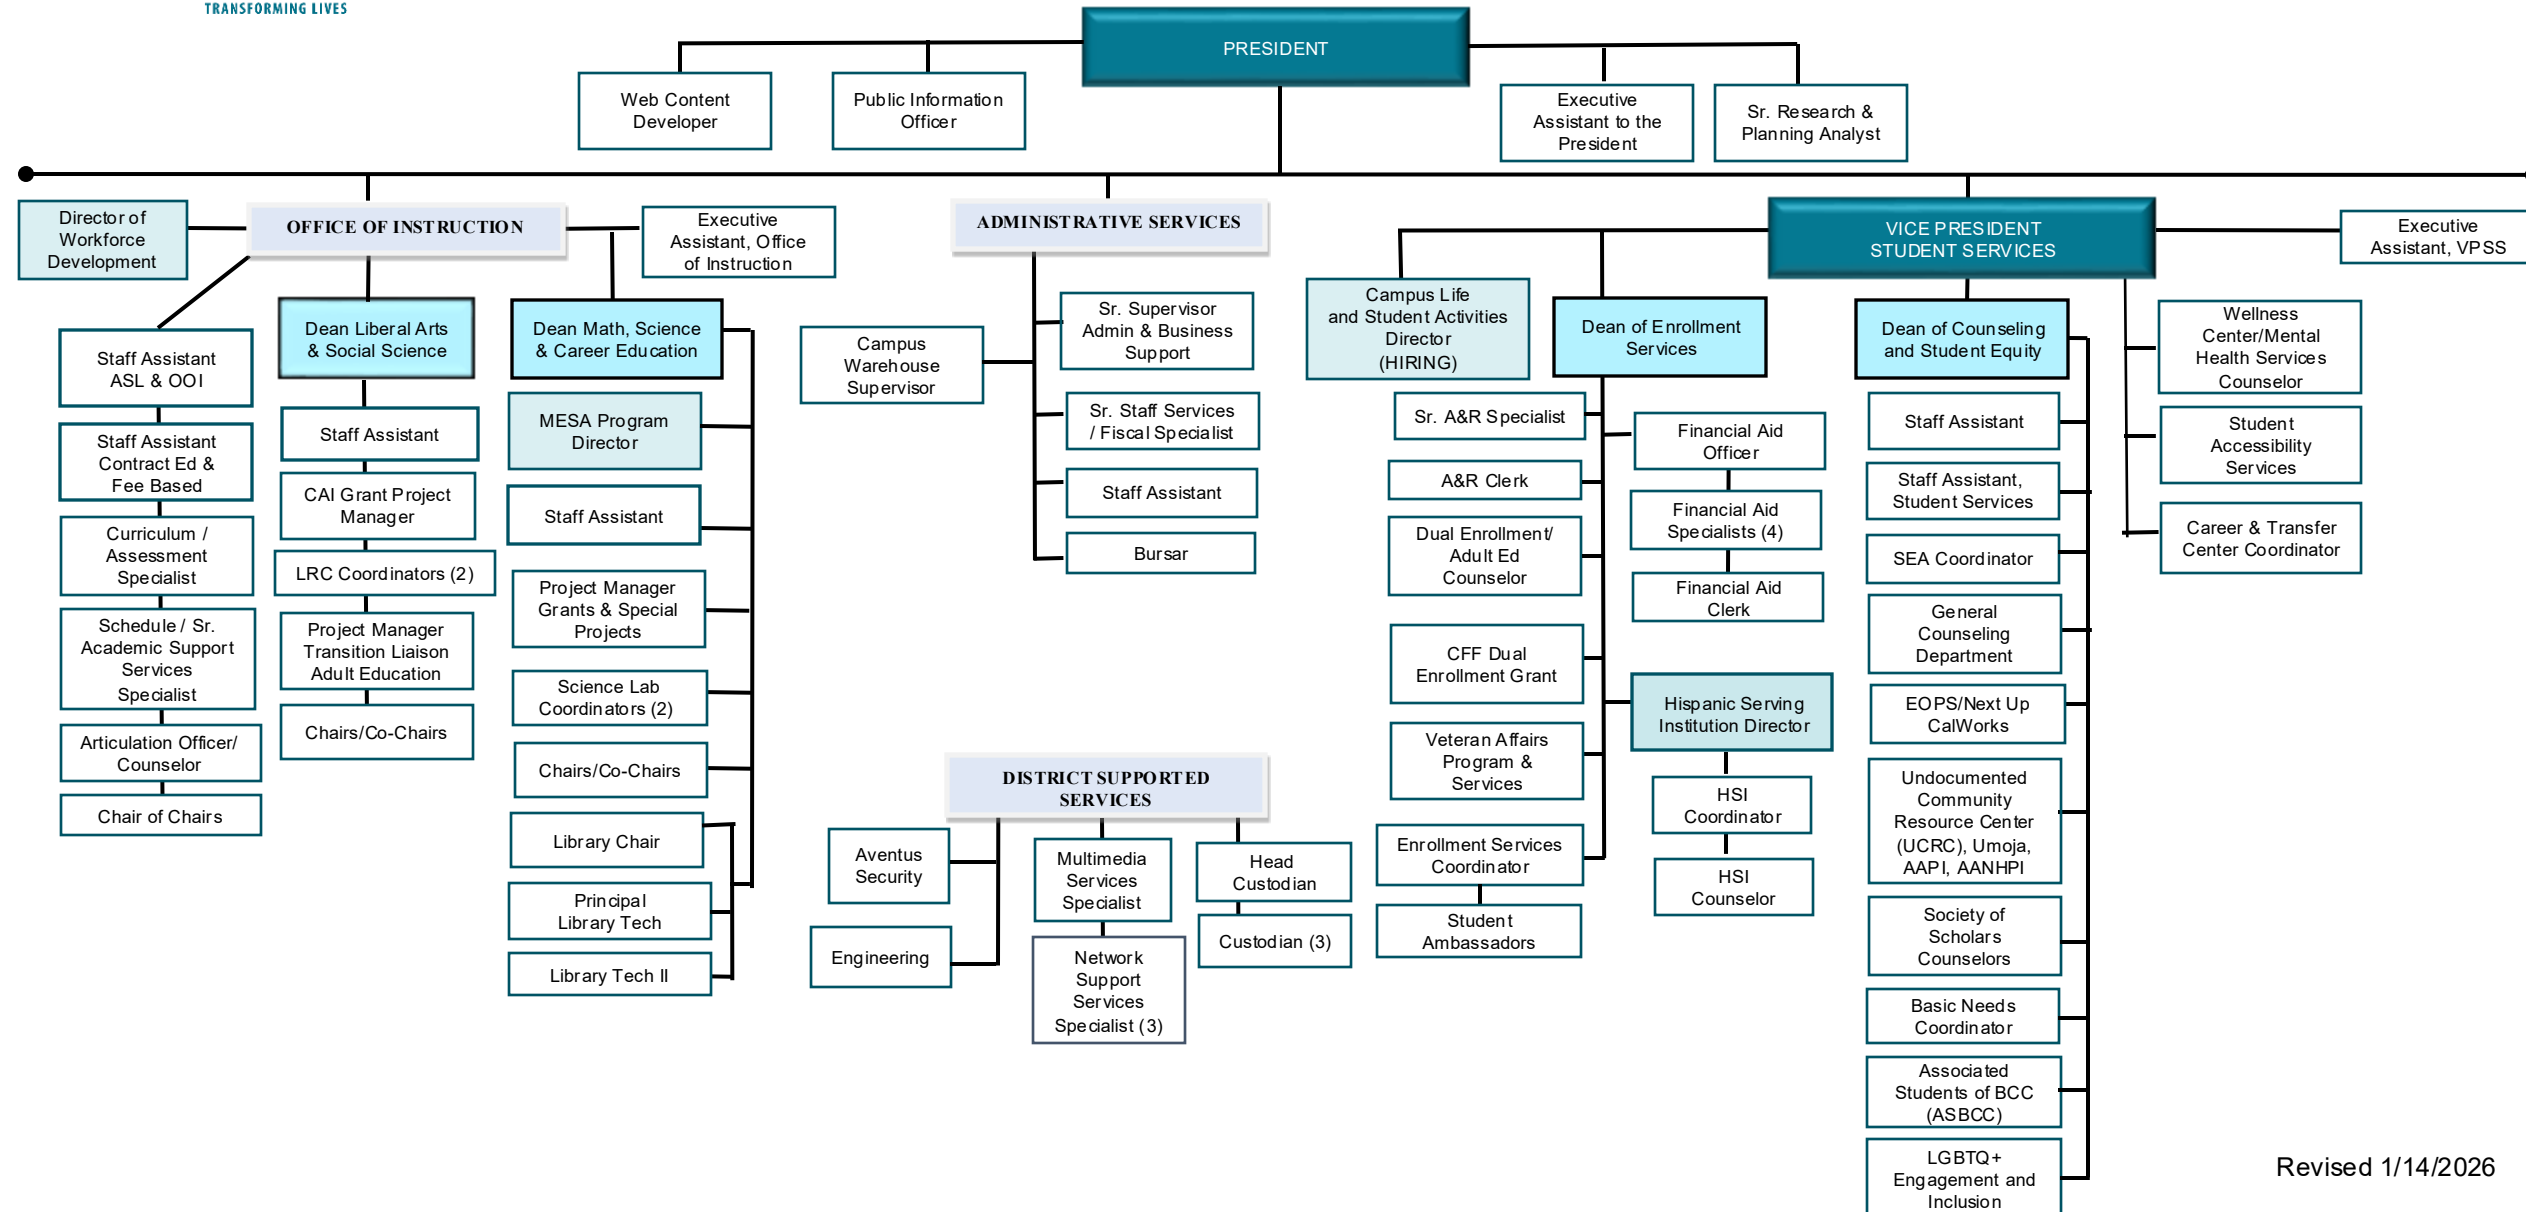 TRANSFORMING LIVES
PRESIDENT
Web Content
Developer
Public Information
Officer
Executive
Assistant to the
President
Sr. Research &
Planning Analyst
Director of
Workforce
Development
OFFICE OF INSTRUCTION
Executive
Assistant, Office
of Instruction
ADMINISTRATIVE SERVICES
VICE PRESIDENT
STUDENT SERVICES
Executive
Assistant, VPSS
Staff Assistant
ASL & OOI
Staff Assistant
Contract Ed &
Fee Based
Curriculum /
Assessment
Specialist
Schedule / Sr.
Academic Support
Services
Specialist
Articulation Officer/
Counselor
Chair of Chairs
Dean Liberal Arts
& Social Science
Staff Assistant
CAI Grant Project
Manager
LRC Coordinators (2)
Project Manager
Transition Liaison
Adult Education
Chairs/Co-Chairs
Dean Math, Science
& Career Education
MESA Program
Director
Staff Assistant
Project Manager
Grants & Special
Projects
Science Lab
Coordinators (2)
Chairs/Co-Chairs
Library Chair
Principal
Library Tech
Library Tech II
Campus
Warehouse
Supervisor
Sr. Supervisor
Admin & Business
Support
Sr. Staff Services
/ Fiscal Specialist
Staff Assistant
Bursar
DISTRICT SUPPORTED
SERVICES
Aventus
Security
Engineering
Multimedia
Services
Specialist
Network
Support
Services
Specialist (3)
Head
Custodian
Custodian (3)
Campus Life
and Student Activities
Director
(HIRING)
Dean of Enrollment
Services
Sr. A&R Specialist
A&R Clerk
Dual Enrollment/
Adult Ed
Counselor
CFF Dual
Enrollment Grant
Veteran Affairs
Program &
Services
Enrollment Services
Coordinator
Student
Ambassadors
Financial Aid
Officer
Financial Aid
Specialists (4)
Financial Aid
Clerk
Hispanic Serving
Institution Director
HSI
Coordinator
HSI
Counselor
Dean of Counseling
and Student Equity
Staff Assistant
Staff Assistant,
Student Services
SEA Coordinator
General
Counseling
Department
EOPS/Next Up
CalWorks
Undocumented
Community
Resource Center
(UCRC), Umoja,
AAPI, AANHPI
Society of
Scholars
Counselors
Basic Needs
Coordinator
Associated
Students of BCC
(ASBCC)
LGBTQ+
Engagement and
Inclusion
Wellness
Center/Mental
Health Services
Counselor
Student
Accessibility
Services
Career & Transfer
Center Coordinator
Revised 1/14/2026